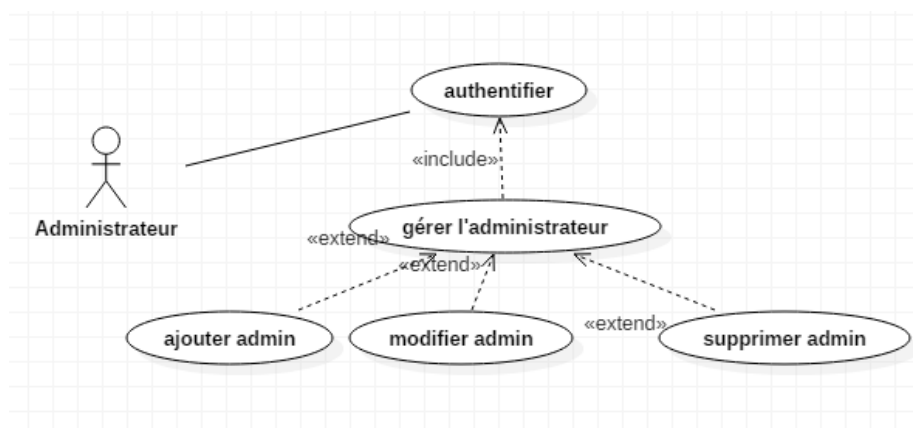 authentifier
«include»
Administrateur
gérer l'administrateur
«extend»
«extend»
ajouter admin
modifier admin
«extend»
supprimer admin